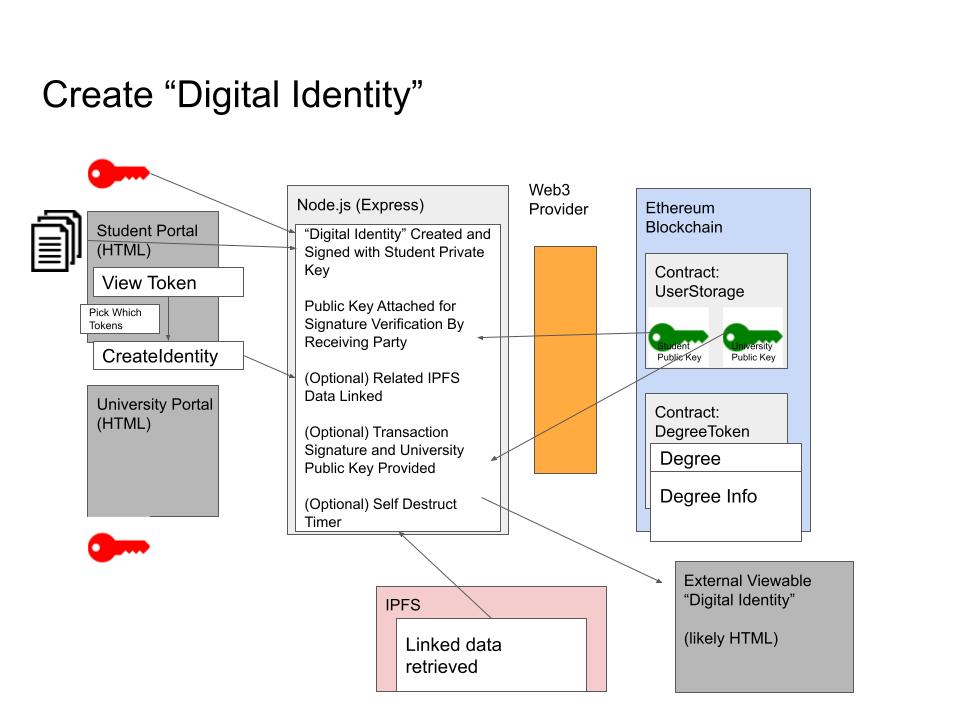 Create “Digital Identity”
Student Portal
(HTML)
View Token
Pick Which
Tokens
CreateIdentity
University Portal
(HTML)
Node.js (Express)
“Digital Identity” Created and
Signed with Student Private
Key
Public Key Attached for
Signature Verification By
Receiving Party
(Optional) Related IPFS
Data Linked
(Optional) Transaction
Signature and University
Public Key Provided
(Optional) Self Destruct
Timer
Web3
Provider
Ethereum
Blockchain
Contract:
UserStorage
Student
Public Key
University
Public Key
Contract:
DegreeToken
Degree
Degree Info
IPFS
Linked data
retrieved
External Viewable
“Digital Identity”
(likely HTML)